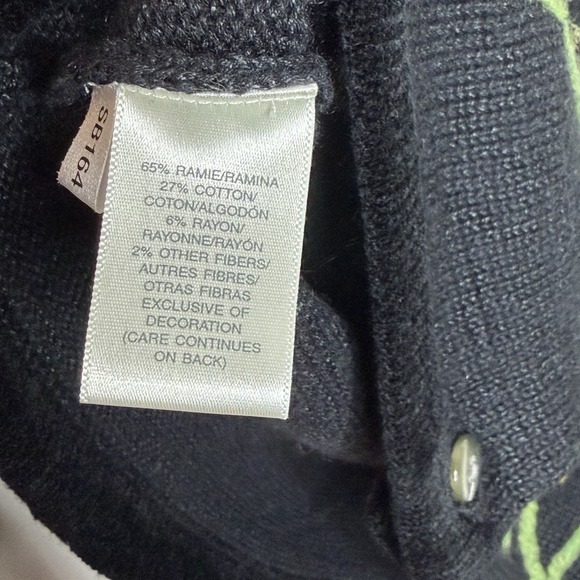 SB164
65% RAMIE/RAMINA
27% COTTON/
COTON/ALGODÓN
6% RAYON/
RAYONNE/RAYÓN
2% OTHER FIBERS/
AUTRES FIBRES/
OTRAS FIBRAS
EXCLUSIVE OF
DECORATION
(CARE CONTINUES
ON BACK)